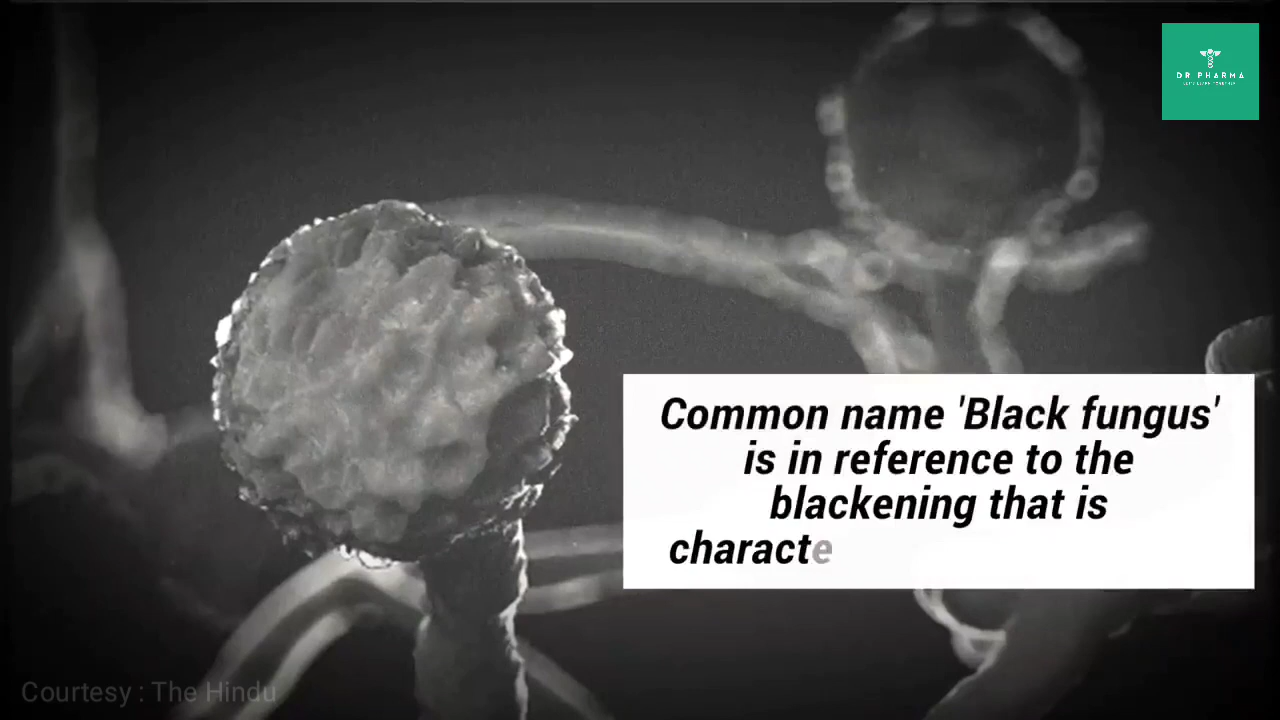 DR PHARMA
Common name 'Black fungus'
is in reference to the
blackening that is
characte
Courtesy : The Hindu